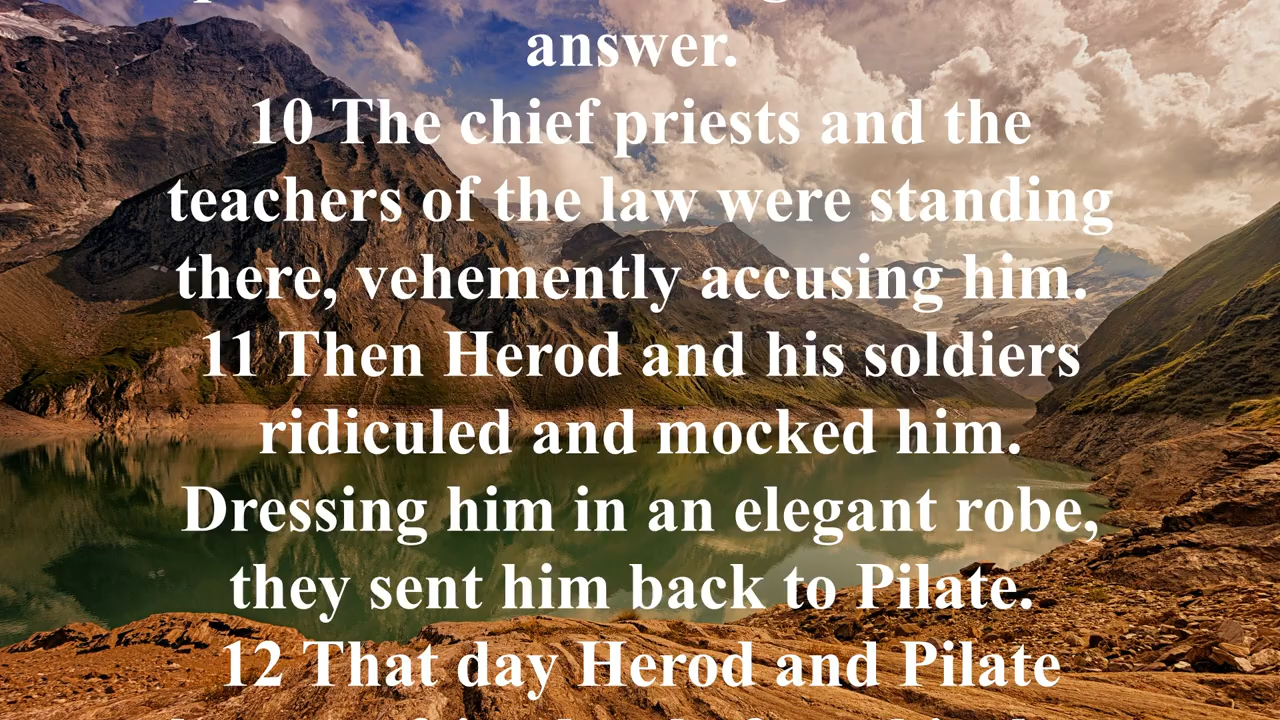 answer.
10 The chief priests and the
teachers of the law were standing
there, vehemently accusing him.
11 Then Herod and his soldiers
ridiculed and mocked him.
Dressing him in an elegant robe,
they sent him back to Pilate.
12 That day Herod and Pilate